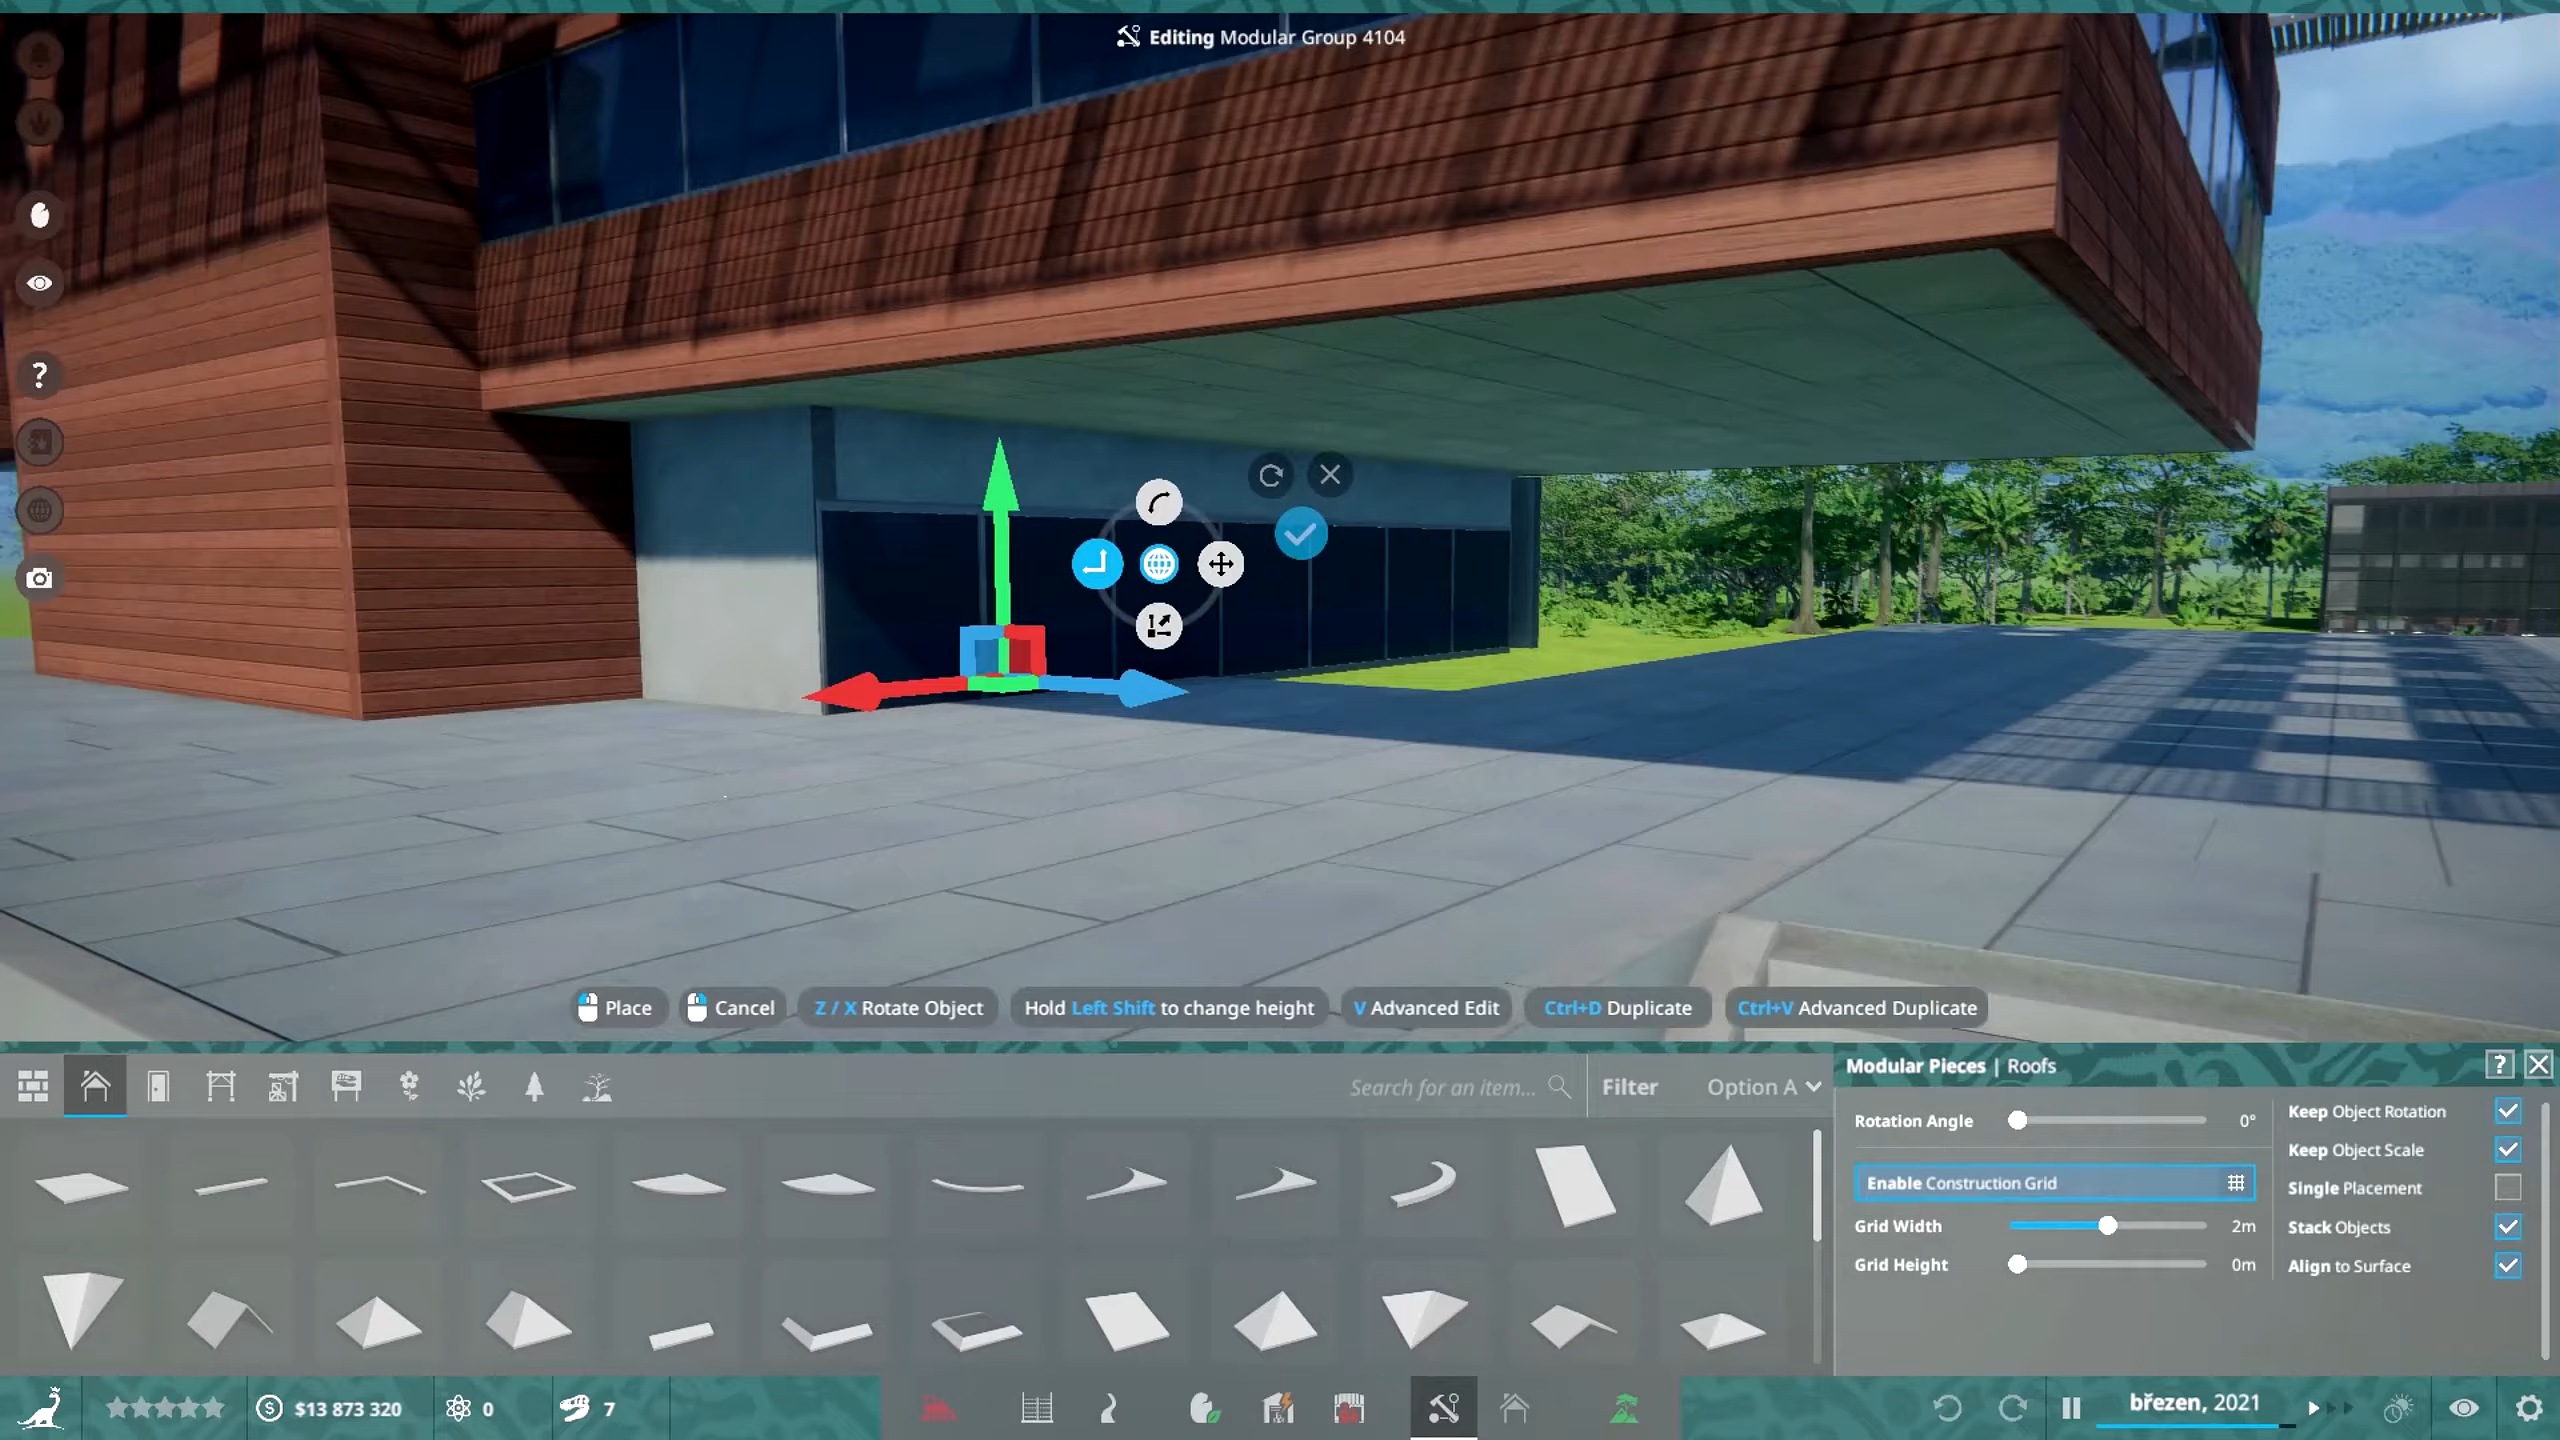 Editing Modular Group 4104
Place
Cancel
Z / X Rotate Object
Hold Left Shift to change height
V Advanced Edit
Ctrl+D Duplicate
Ctrl+V Advanced Duplicate
Search for an item...
Filter
Option A
Modular Pieces | Roofs
?
Rotation Angle
0°
Enable Construction Grid
Grid Width
2m
Grid Height
0m
Keep Object Rotation
Keep Object Scale
Single Placement
Stack Objects
Align to Surface
$13 873 320
0
7
březen, 2021